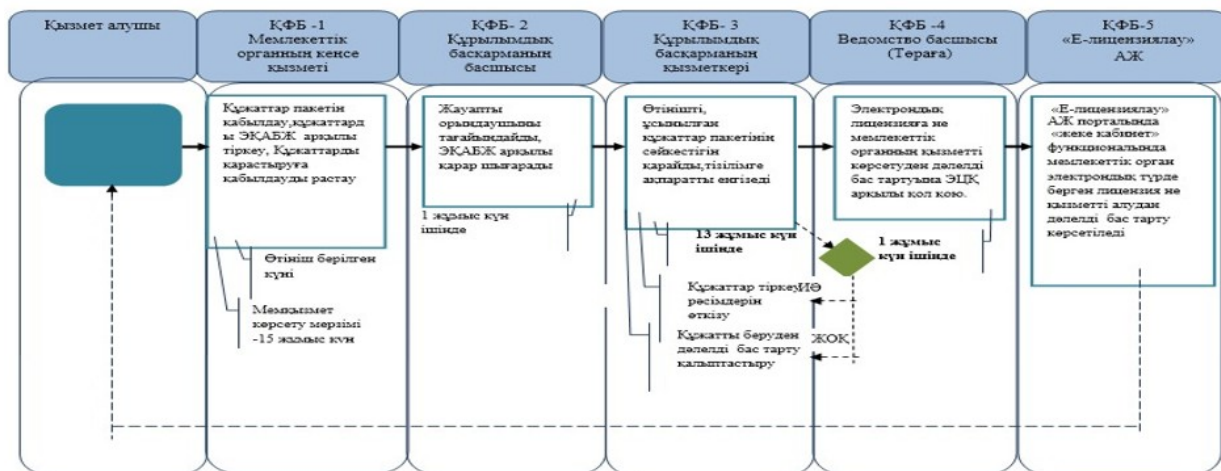 Қызмет алушы
ҚФБ -1
Мемлекеттік
органның кеңсе
қызметі
ҚФБ- 2
Құрылымдық
басқарманың
басшысы
ҚФБ- 3
Құрылымдық
басқарманың
қызметкері
ҚФБ -4
Ведомство басшысы
(Төраға)
ҚФБ-5
«Е-лицензиялау»
АЖ
Құжаттар пакетін
қабылдау,құжаттард
ы ЭҚАБЖ арқылы
тіркеу, Құжаттарды
қарастыруға
қабылдауды растау
Өтініш берілген
күні
Мемқызмет
көрсету мерзімі
-15 жұмыс күн
Жауапты
орындаушыны
тағайындайды,
ЭҚАБЖ арқылы
қарар шығарады
1 жұмыс күн
ішінде
Өтінішті,
ұсынылған
құжаттар пакетінің
сәйкестігін
қарайды,тізілімге
ақпаратты енгізеді
13 жұмыс күн
ішінде
Құжаттар тіркеу
рәсімдерін
өткізу
ИӘ
Құжатты беруден
дәлелді бас тарту
қалыптастыру
ЖОҚ
Электрондық
лицензияға не
мемлекеттік
органның қызметті
көрсетуден дәлелді
бас тартуына ЭЦҚ
арқылы қол қою.
1 жұмыс
күн ішінде
«Е-лицензиялау»
АЖ порталында
«жеке кабинет»
функционалында
мемлекеттік орган
электрондық түрде
берген лицензия не
қызметті алудан
дәлелді бас тарту
көрсетіледі